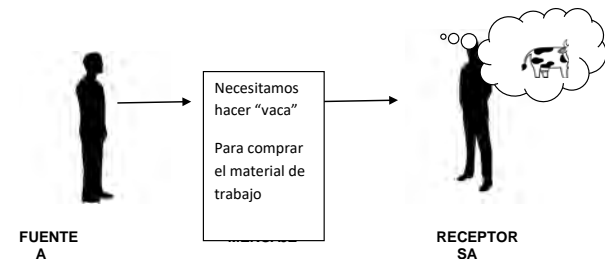 Necesitamos
hacer “vaca”
Para comprar
el material de
trabajo
FUENTE
A
RECEPTOR
SA